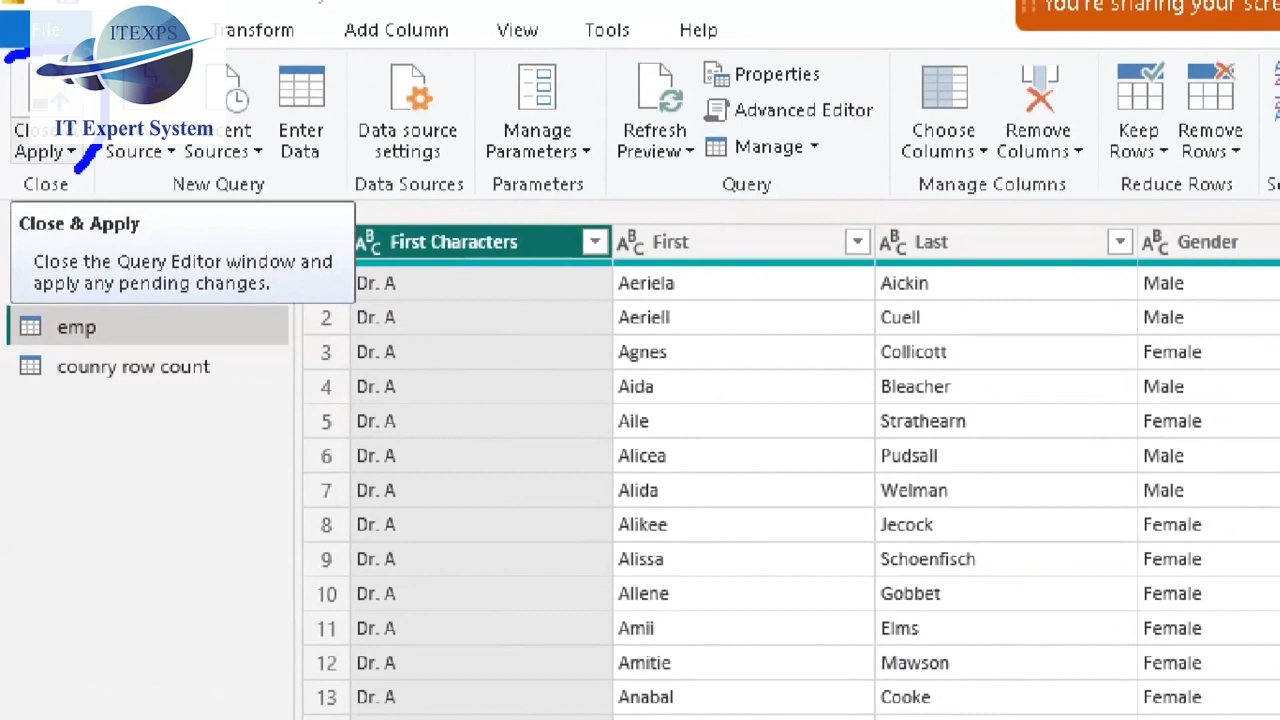 You're sharing your scre
File
Transform
Add Column
View
Tools
Help
ITEXPS
IT Expert System
Close
Apply
Source
Sources
Enter
Data
Data source
settings
Manage
Parameters
Refresh
Preview
Properties
Advanced Editor
Manage
Choose
Columns
Remove
Columns
Keep
Rows
Remove
Rows
Close
New Query
Data Sources
Parameters
Query
Manage Columns
Reduce Rows
Close & Apply
Close the Query Editor window and
apply any pending changes.
emp
counry row count
First Characters First Last Gender
Dr. A Aeriela Aickin Male
2 Dr. A Aeriell Cuell Male
3 Dr. A Agnes Collicott Female
4 Dr. A Aida Bleacher Male
5 Dr. A Aile Strathearn Female
6 Dr. A Alicea Pudsall Male
7 Dr. A Alida Welman Male
8 Dr. A Alikee Jecock Female
9 Dr. A Alissa Schoenfisch Female
10 Dr. A Allene Gobbet Female
11 Dr. A Amii Elms Female
12 Dr. A Amitie Mawson Female
13 Dr. A Anabal Cooke Female